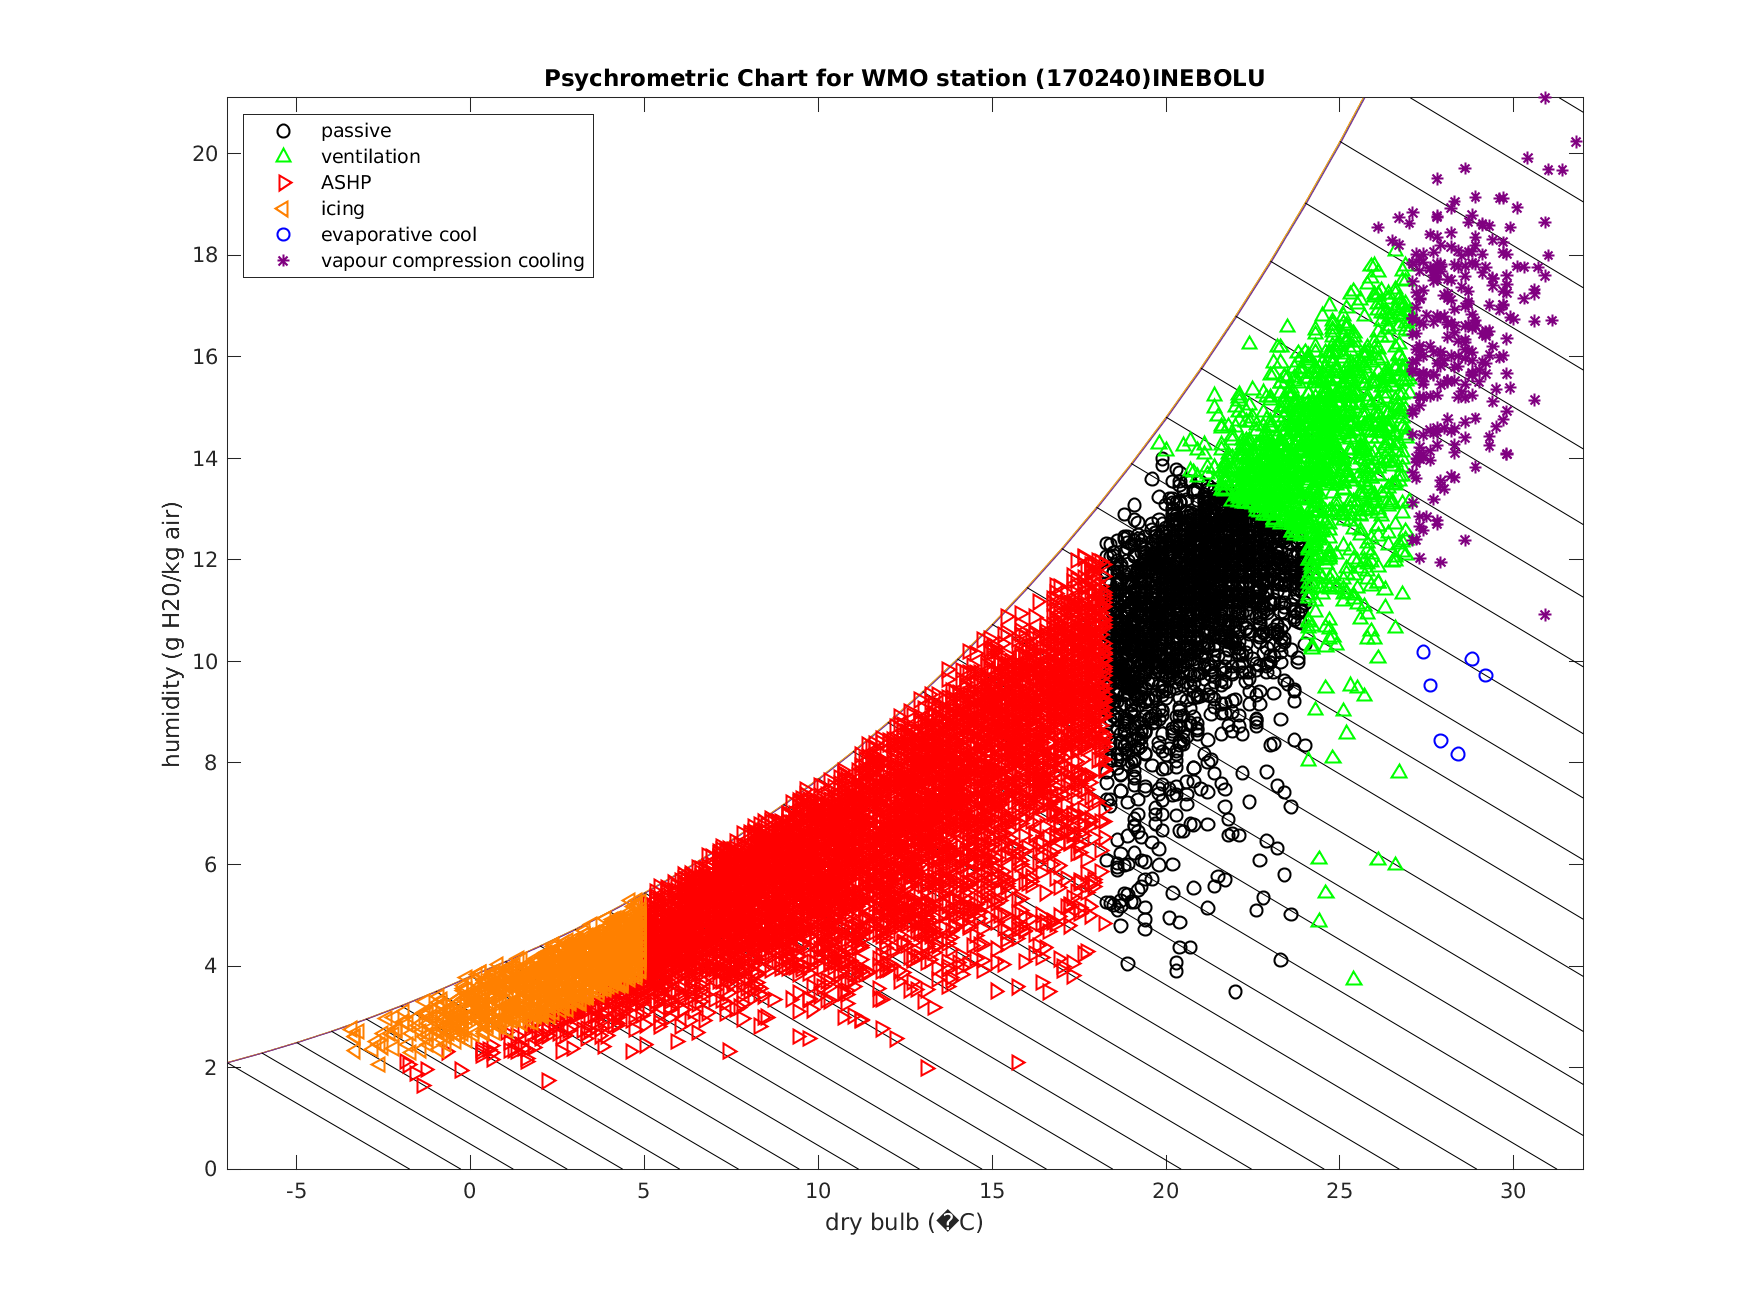 Psychrometric Chart for WMO station (170240)INEBOLU
passive
ventilation
ASHP
icing
evaporative cool
vapour compression cooling
humidity (g H20/kg air)
20
18
16
14
12
10
8
6
4
2
0
-5 0 5 10 15 20 25 30
dry bulb (�C)